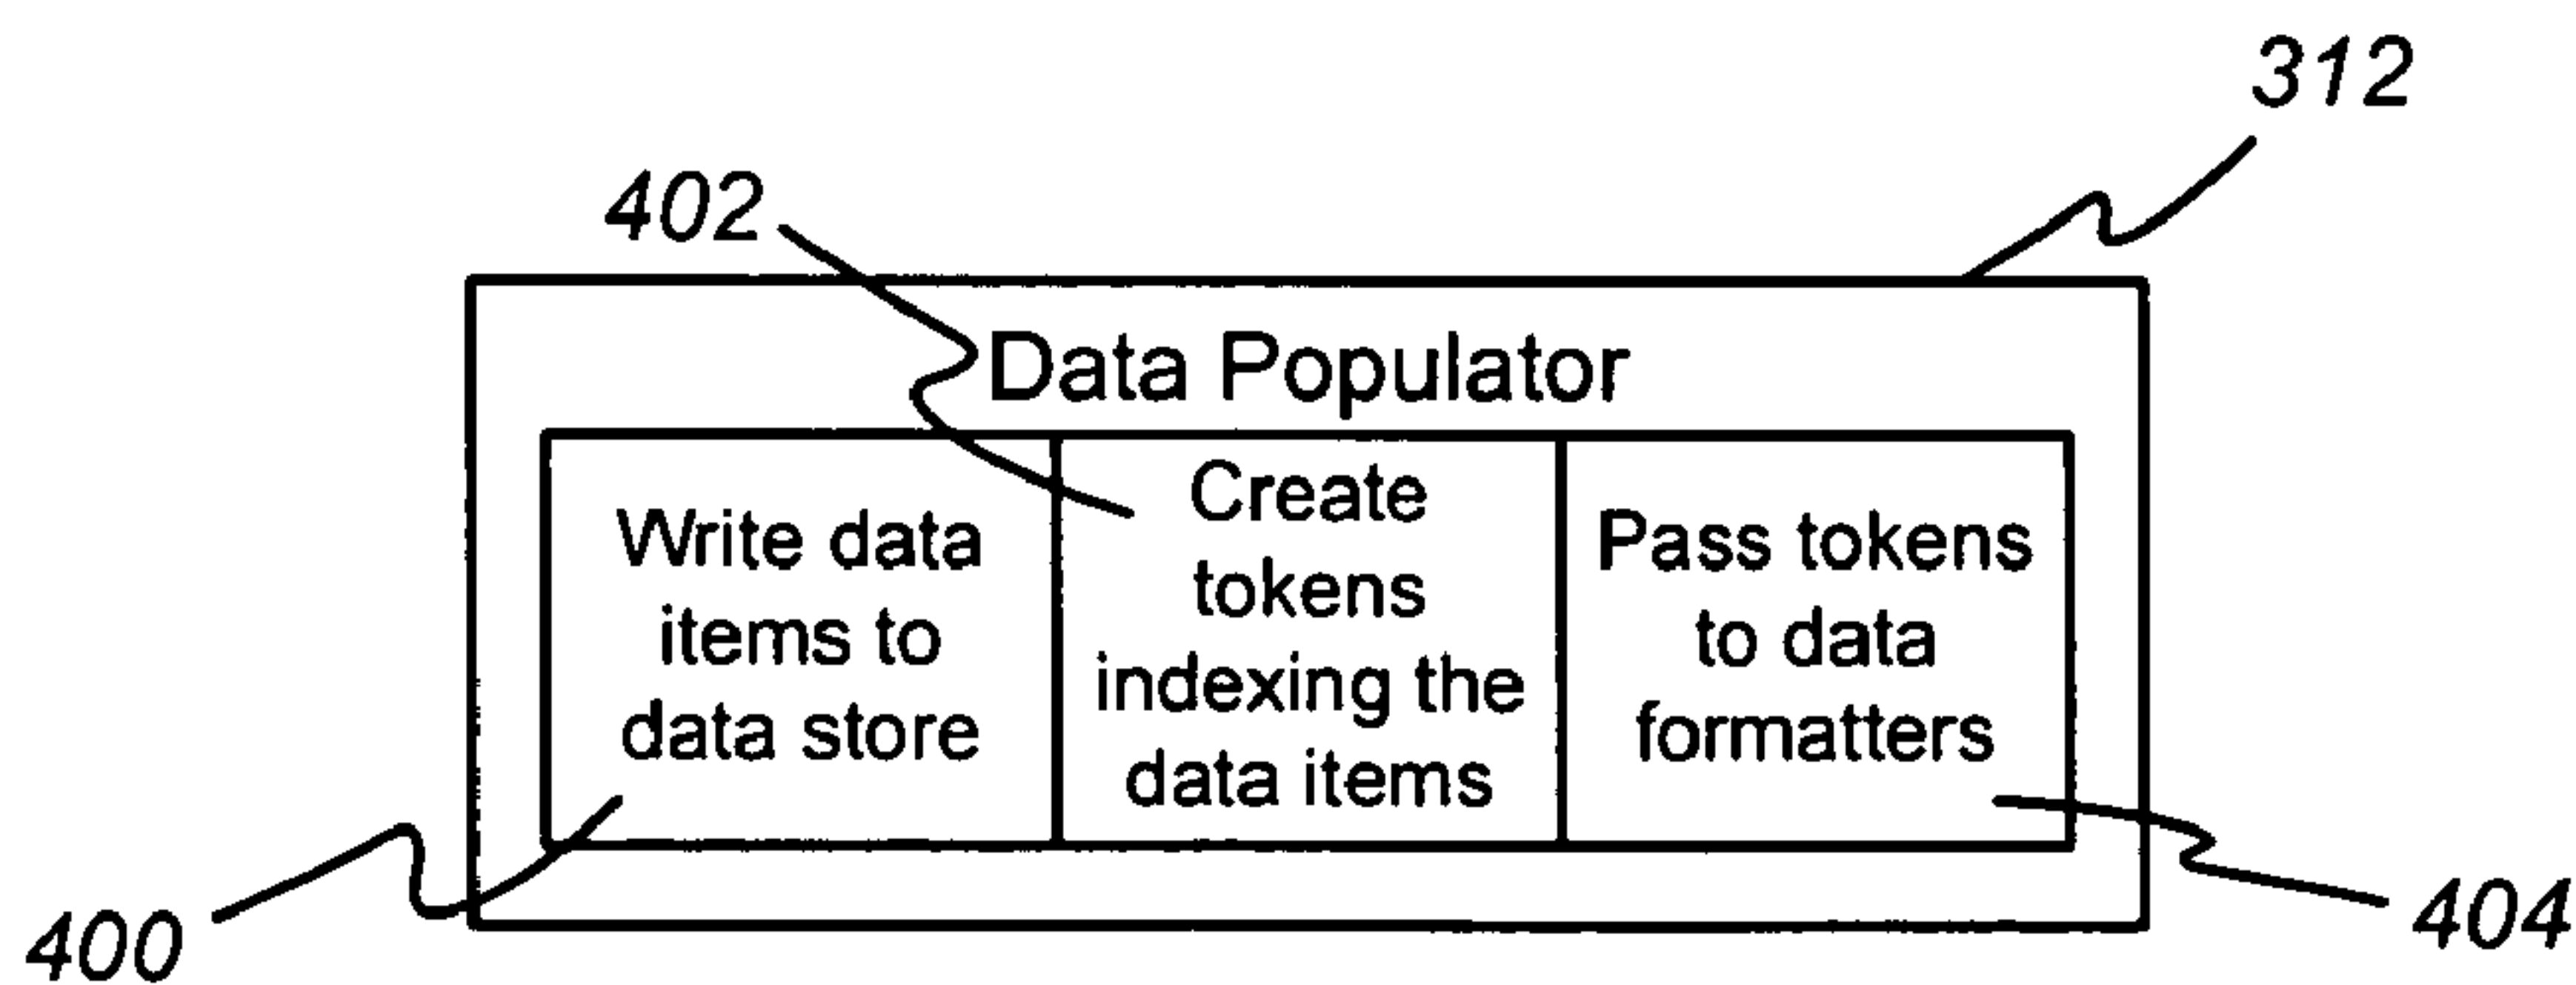 312
402
Data Populator
Write data
items to
data store
Create
tokens
indexing the
data items
Pass tokens
to data
formatters
400
404